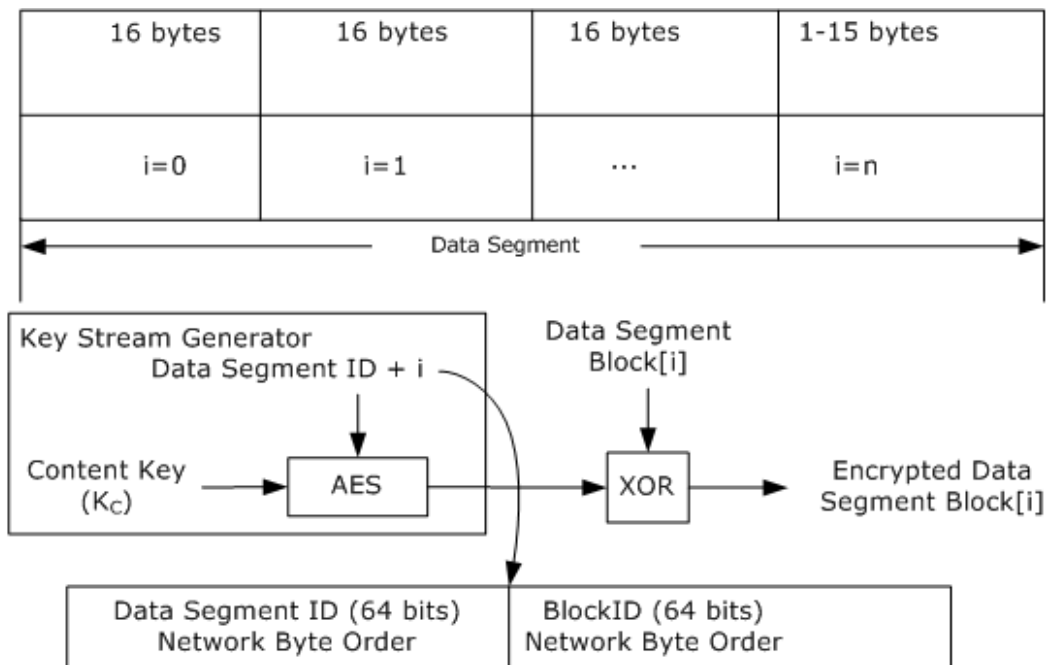 16 bytes 16 bytes 16 bytes 1-15 bytes
i=0 i=1 ... i=n
Data Segment
Key Stream Generator
Data Segment ID + i
Data Segment
Block[i]
Content Key
(KC)
AES
XOR
Encrypted Data
Segment Block[i]
Data Segment ID (64 bits)
Network Byte Order
BlockID (64 bits)
Network Byte Order